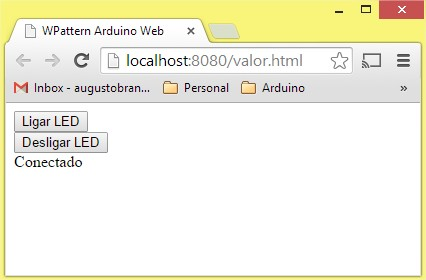 WPattern Arduino Web
localhost:8080/valor.html
Inbox - augustobran... Personal Arduino »
Ligar LED
Desligar LED
Conectado